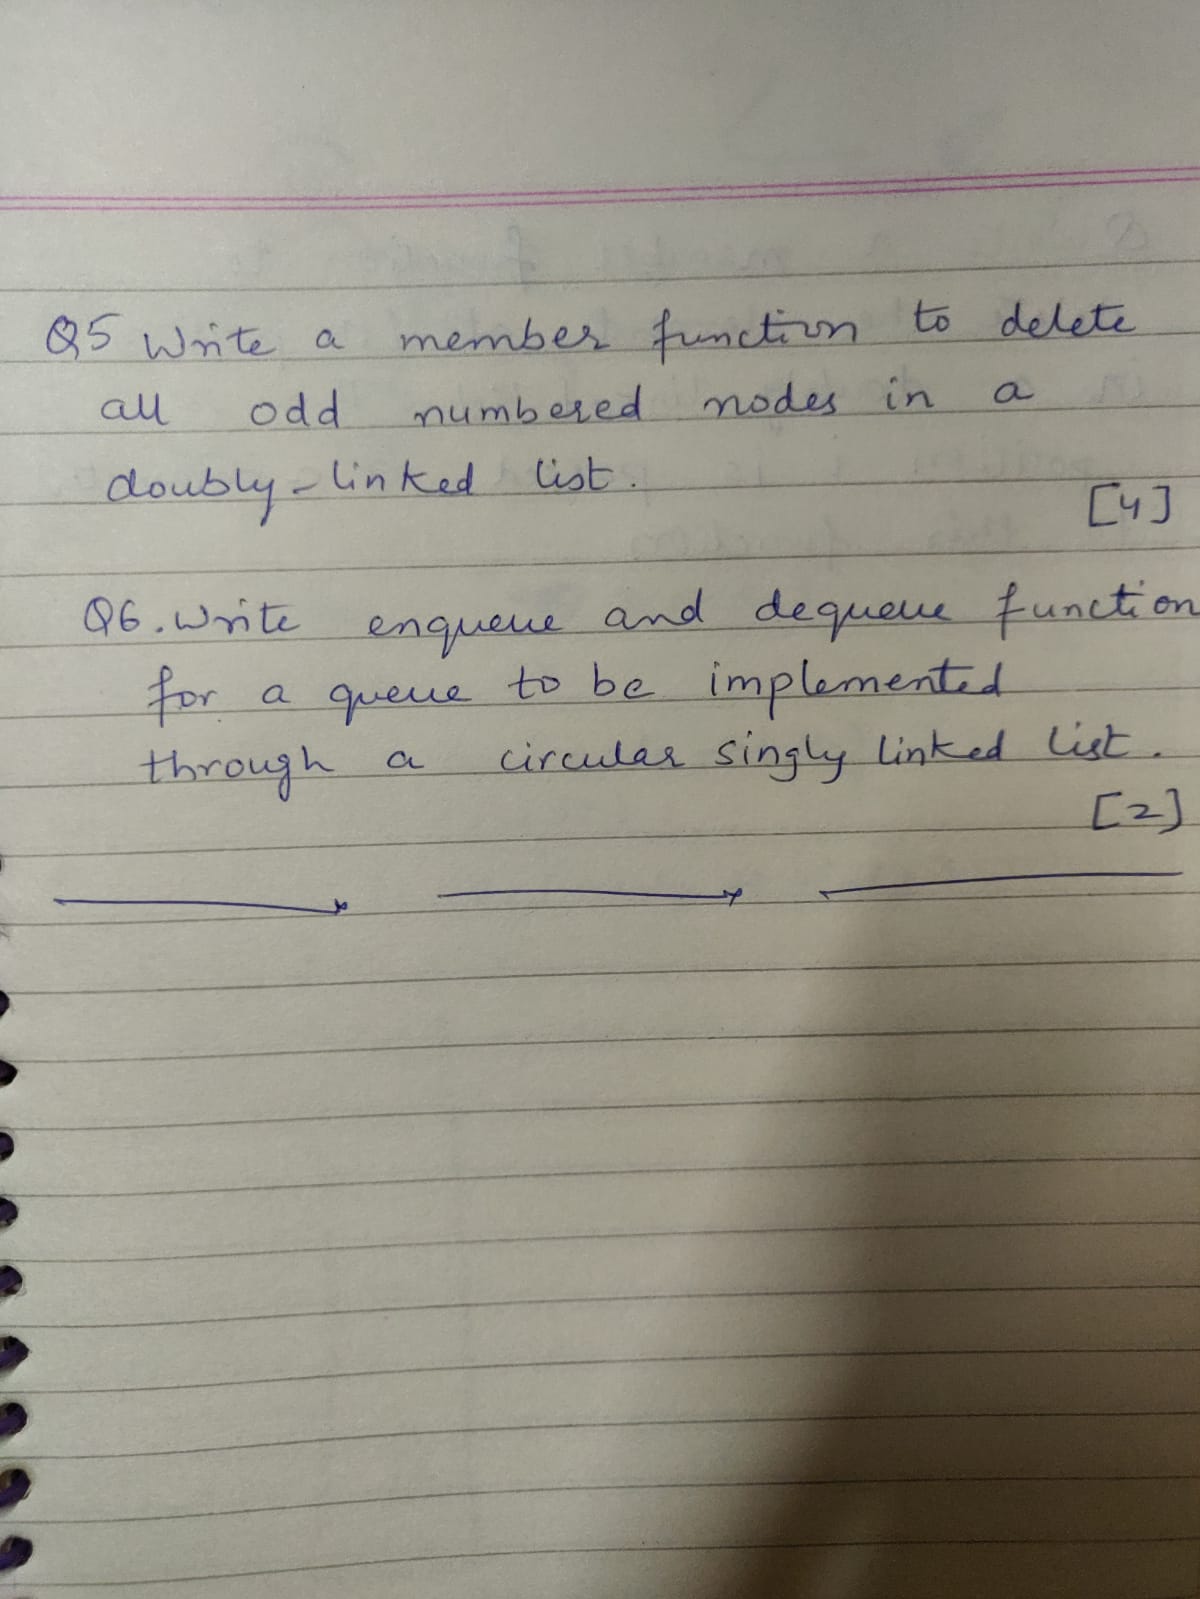 Q5 Write a member function to delete
all odd numbered nodes in a
doubly-linked list.
[4]
Q6. Write enqueue and dequeue function
for a queue to be implemented
through a circular singly linked list.
[2]